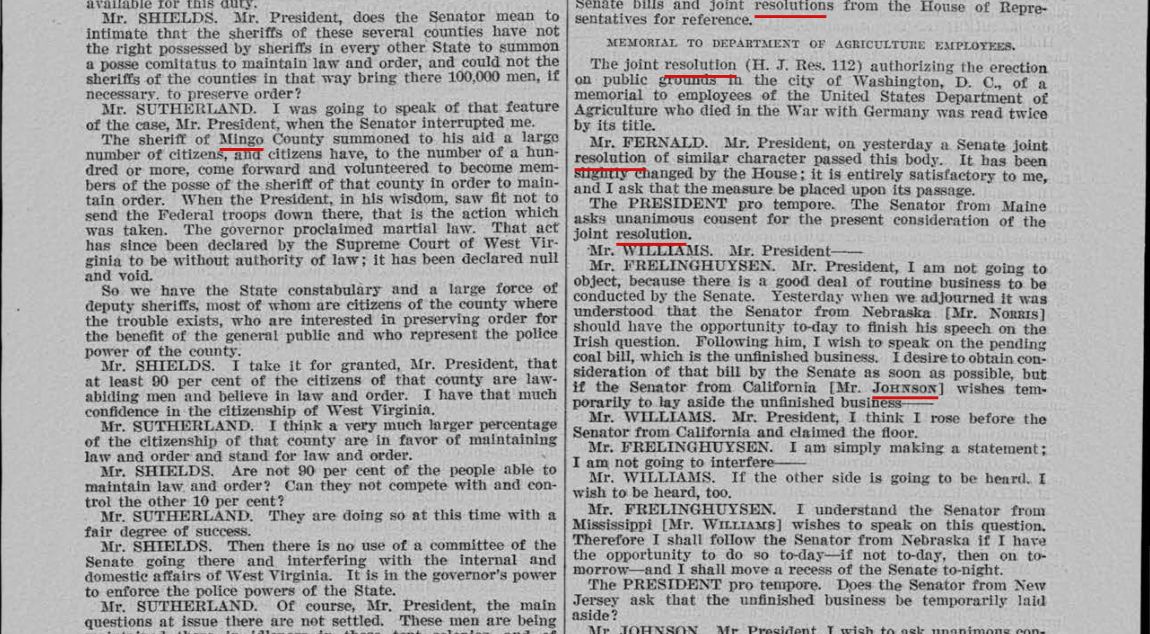 available for this duty.
Mr. SHIELDS. Mr. President, does the Senator mean to
intimate that the sheriffs of these several counties have not
the right possessed by sheriffs in every other State to summon
a posse comitatus to maintain law and order, and could not the
sheriffs of the counties in that way bring there 100,000 men, if
necessary, to preserve order?
Mr. SUTHERLAND. I was going to speak of that feature
of the case, Mr. President, when the Senator interrupted me.
The sheriff of Mingo County summoned to his aid a large
number of citizens, and citizens have, to the number of a hun-
dred or more, come forward and volunteered to become mem-
bers of the posse of the sheriff of that county in order to main-
tain order. When the President, in his wisdom, saw fit not to
send the Federal troops down there, that is the action which
was taken. The governor proclaimed martial law. That act
has since been declared by the Supreme Court of West Vir-
ginia to be without authority of law; it has been declared null
and void.
So we have the State constabulary and a large force of
deputy sheriffs, most of whom are citizens of the county where
the trouble exists, who are interested in preserving order for
the benefit of the general public and who represent the police
power of the county.
Mr. SHIELDS. I take it for granted, Mr. President, that
at least 90 per cent of the citizens of that county are law-
abiding men and believe in law and order. I have that much
confidence in the citizenship of West Virginia.
Mr. SUTHERLAND. I think a very much larger percentage
of the citizenship of that county are in favor of maintaining
law and order and stand for law and order.
Mr. SHIELDS. Are not 90 per cent of the people able to
maintain law and order? Can they not compete with and con-
trol the other 10 per cent?
Mr. SUTHERLAND. They are doing so at this time with a
fair degree of success.
Mr. SHIELDS. Then there is no use of a committee of the
Senate going there and interfering with the internal and
domestic affairs of West Virginia. It is in the governor's power
to enforce the police powers of the State.
Mr. SUTHERLAND. Of course, Mr. President, the main
questions at issue there are not settled. These men are being
Senate bills and joint resolutions from the House of Repre-
sentatives for reference.
MEMORIAL TO DEPARTMENT OF AGRICULTURE EMPLOYEES.
The joint resolution (H. J. Res. 112) authorizing the erection
on public grounds in the city of Washington, D. C., of a
memorial to employees of the United States Department of
Agriculture who died in the War with Germany was read twice
by its title.
Mr. FERNALD. Mr. President, on yesterday a Senate joint
resolution of similar character passed this body. It has been
slightly changed by the House; it is entirely satisfactory to me,
and I ask that the measure be placed upon its passage.
The PRESIDENT pro tempore. The Senator from Maine
asks unanimous consent for the present consideration of the
joint resolution.
Mr. WILLIAMS. Mr. President——
Mr. FRELINGHUYSEN. Mr. President, I am not going to
object, because there is a good deal of routine business to be
conducted by the Senate. Yesterday when we adjourned it was
understood that the Senator from Nebraska [Mr. NORRIS]
should have the opportunity to-day to finish his speech on the
Irish question. Following him, I wish to speak on the pending
coal bill, which is the unfinished business. I desire to obtain con-
sideration of that bill by the Senate as soon as possible, but
if the Senator from California [Mr. JOHNSON] wishes tem-
porarily to lay aside the unfinished business——
Mr. WILLIAMS. Mr. President, I think I rose before the
Senator from California and claimed the floor.
Mr. FRELINGHUYSEN. I am simply making a statement;
I am not going to interfere——
Mr. WILLIAMS. If the other side is going to be heard, I
wish to be heard, too.
Mr. FRELINGHUYSEN. I understand the Senator from
Mississippi [Mr. WILLIAMS] wishes to speak on this question.
Therefore I shall follow the Senator from Nebraska if I have
the opportunity to do so to-day—if not to-day, then on to-
morrow—and I shall move a recess of the Senate to-night.
The PRESIDENT pro tempore. Does the Senator from New
Jersey ask that the unfinished business be temporarily laid
aside?
Mr. JOHNSON. Mr. President, I wish to ask unanimous con-